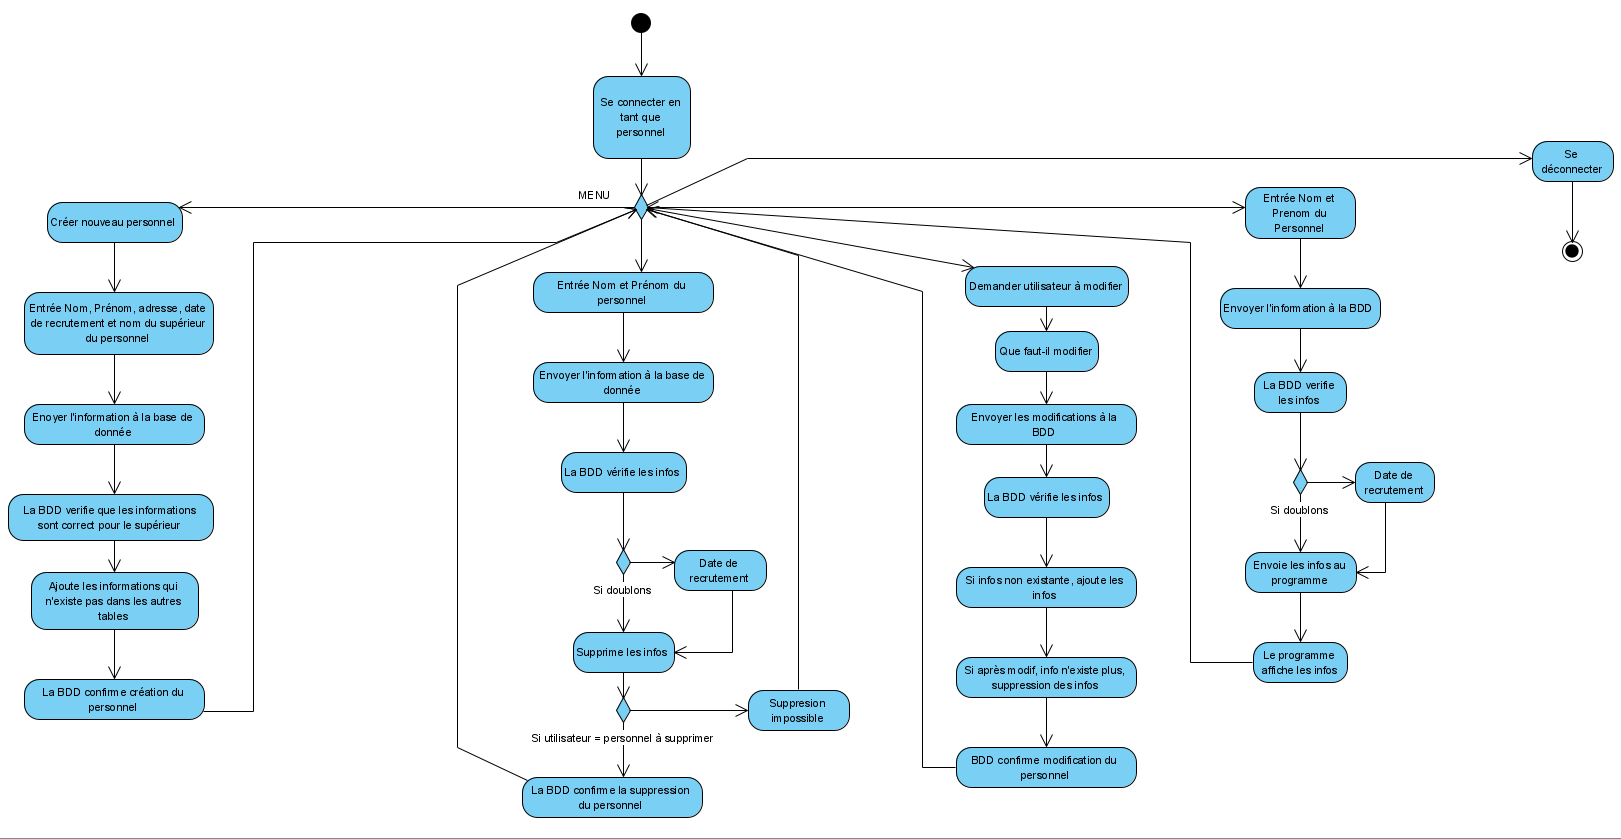 Se connecter en
tant que
personnel
MENU
Se
déconnecter
Créer nouveau personnel
Entrée Nom, Prénom, adresse, date
de recrutement et nom du supérieur
du personnel
Enoyer l'information à la base de
donnée
La BDD verifie que les informations
sont correct pour le supérieur
Ajoute les informations qui
n'existe pas dans les autres
tables
La BDD confirme création du
personnel
Entrée Nom et Prénom du
personnel
Envoyer l'information à la base de
donnée
La BDD vérifie les infos
Date de
recrutement
Si doublons
Supprime les infos
Suppresion
impossible
Si utilisateur = personnel à supprimer
La BDD confirme la suppression
du personnel
Demander utilisateur à modifier
Que faut-il modifier
Envoyer les modifications à la
BDD
La BDD vérifie les infos
Si infos non existante, ajoute les
infos
Si après modif, info n'existe plus,
suppression des infos
BDD confirme modification du
personnel
Entrée Nom et
Prenom du
Personnel
Envoyer l'information à la BDD
La BDD verifie
les infos
Date de
recrutement
Si doublons
Envoie les infos au
programme
Le programme
affiche les infos